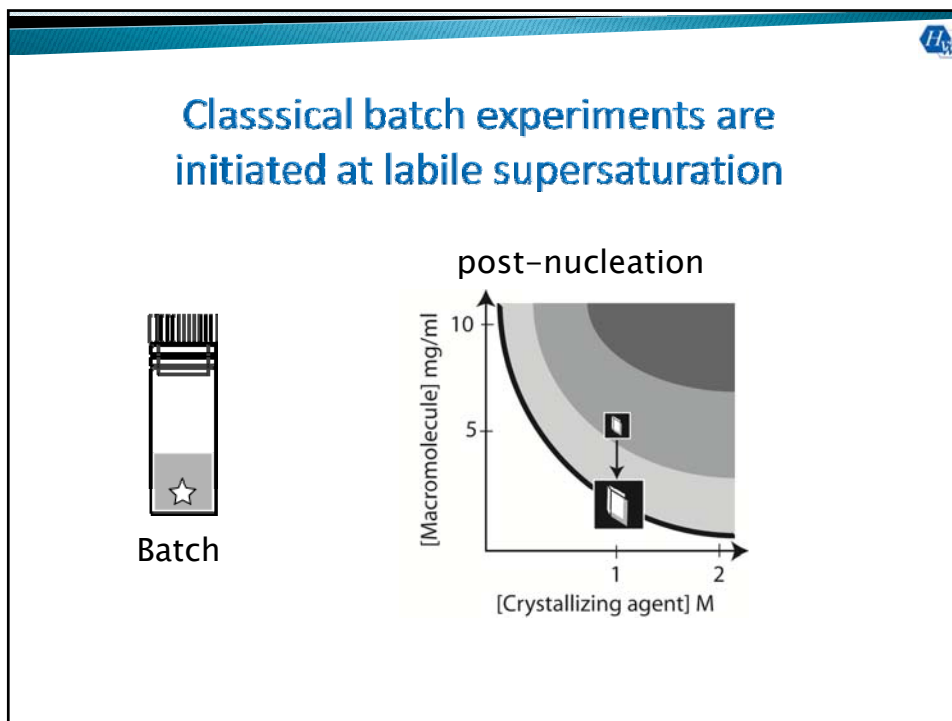 Classsical batch experiments are
initiated at labile supersaturation
post-nucleation
[Macromolecule] mg/ml
10
5
Batch
1
2
[Crystallizing agent] M